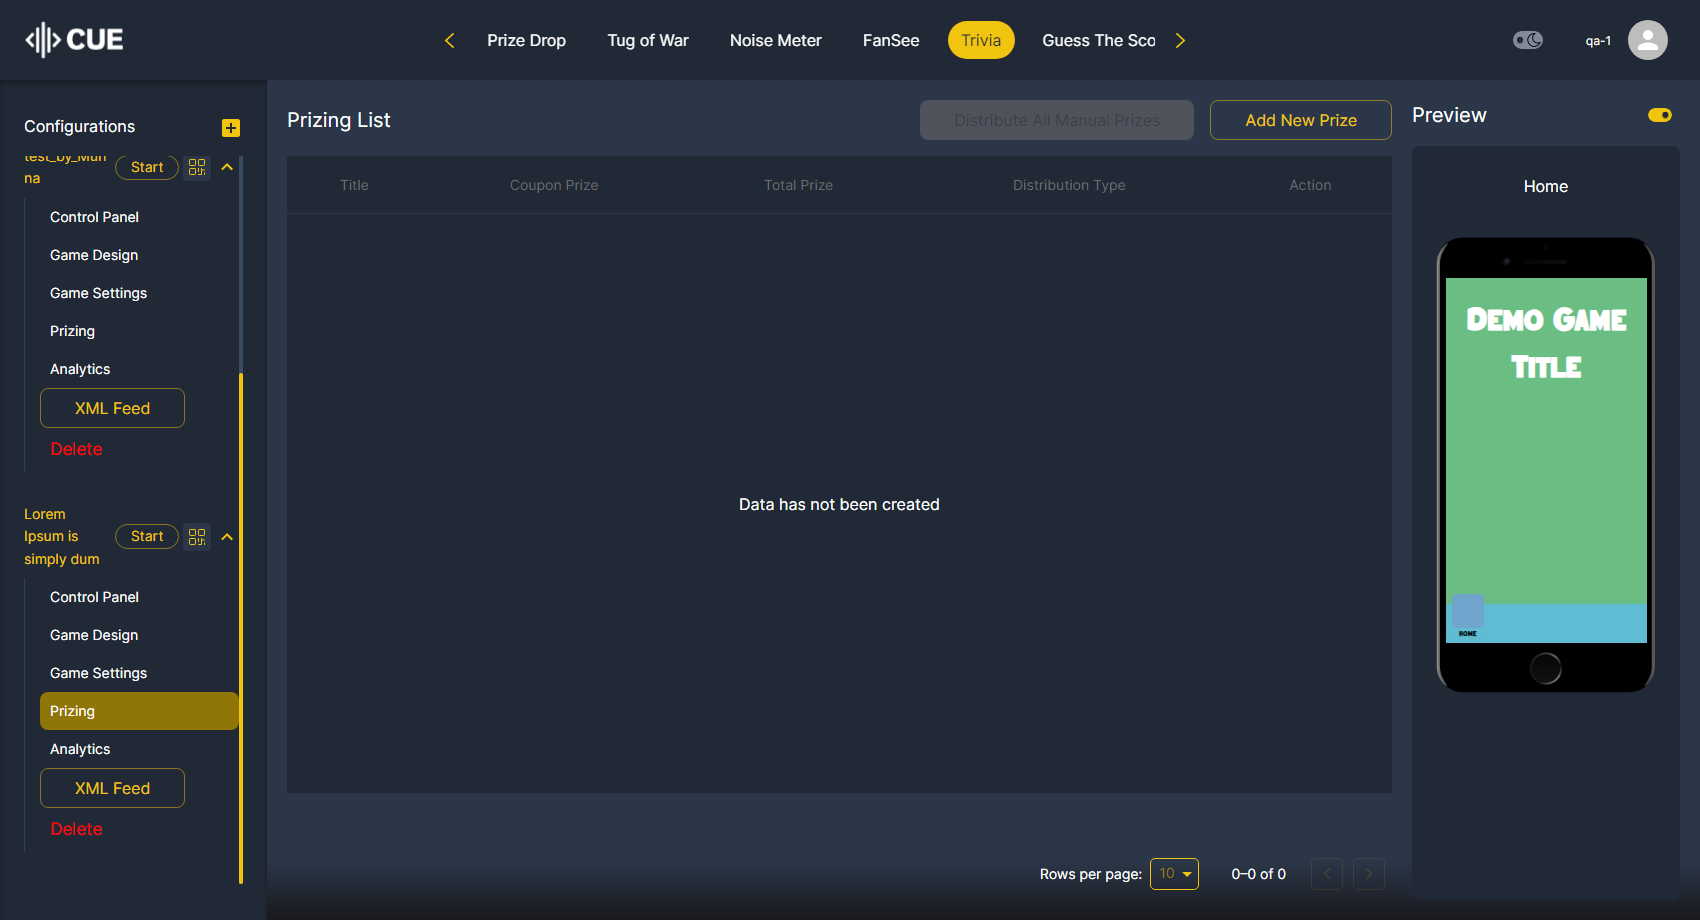 CUE
Prize Drop
Tug of War
Noise Meter
FanSee
Trivia
Guess The Sco
qa-1
Configurations
test_by_Mun
na
Start
Control Panel
Game Design
Game Settings
Prizing
Analytics
XML Feed
Delete
Lorem
Ipsum is
simply dum
Start
Control Panel
Game Design
Game Settings
Prizing
Analytics
XML Feed
Delete
Prizing List
Distribute All Manual Prizes
Add New Prize
Title
Coupon Prize
Total Prize
Distribution Type
Action
Data has not been created
Rows per page:
10
0–0 of 0
Preview
Home
Demo Game
Title
HOME